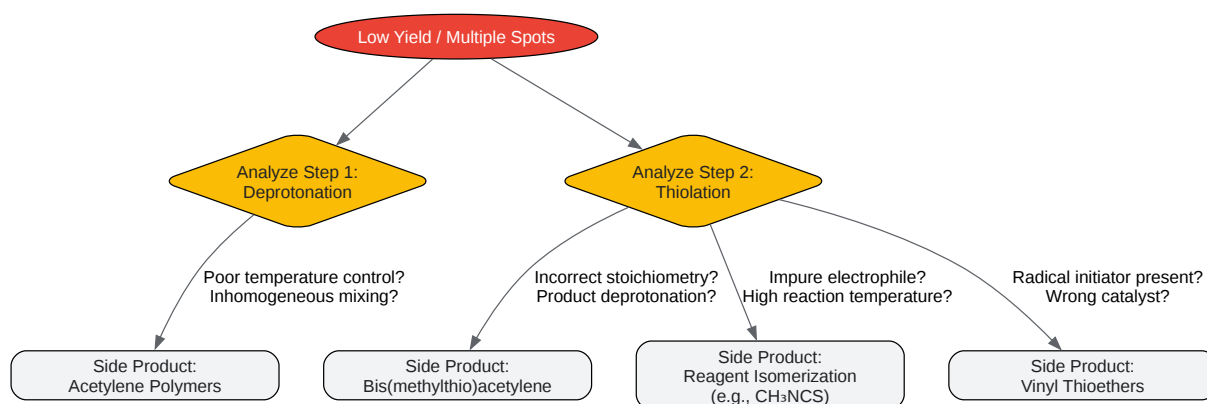 Low Yield / Multiple Spots
Analyze Step 1:
Deprotonation
Analyze Step 2:
Thiolation
Poor temperature control?
Inhomogeneous mixing?
Incorrect stoichiometry?
Product deprotonation?
Impure electrophile?
High reaction temperature?
Radical initiator present?
Wrong catalyst?
Side Product:
Acetylene Polymers
Side Product:
Bis(methylthio)acetylene
Side Product:
Reagent Isomerization
(e.g., CH₃NCS)
Side Product:
Vinyl Thioethers